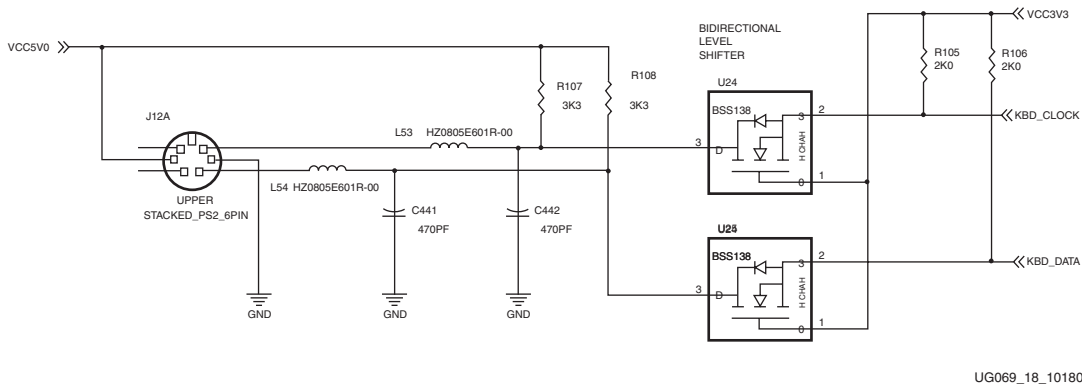 VCC3V3
VCC5V0
BIDIRECTIONAL
LEVEL
SHIFTER
R105
2K0
R106
2K0
R107
3K3
R108
3K3
U24
BSS138
3
D
3
2
H CHAH
0
1
KBD_CLOCK
J12A
L53 HZ0805E601R-00
L54 HZ0805E601R-00
UPPER
STACKED_PS2_6PIN
C441
470PF
C442
470PF
GND
GND
GND
BSS138
3
D
3
2
H CHAH
0
1
KBD_DATA
UG069_18_10180